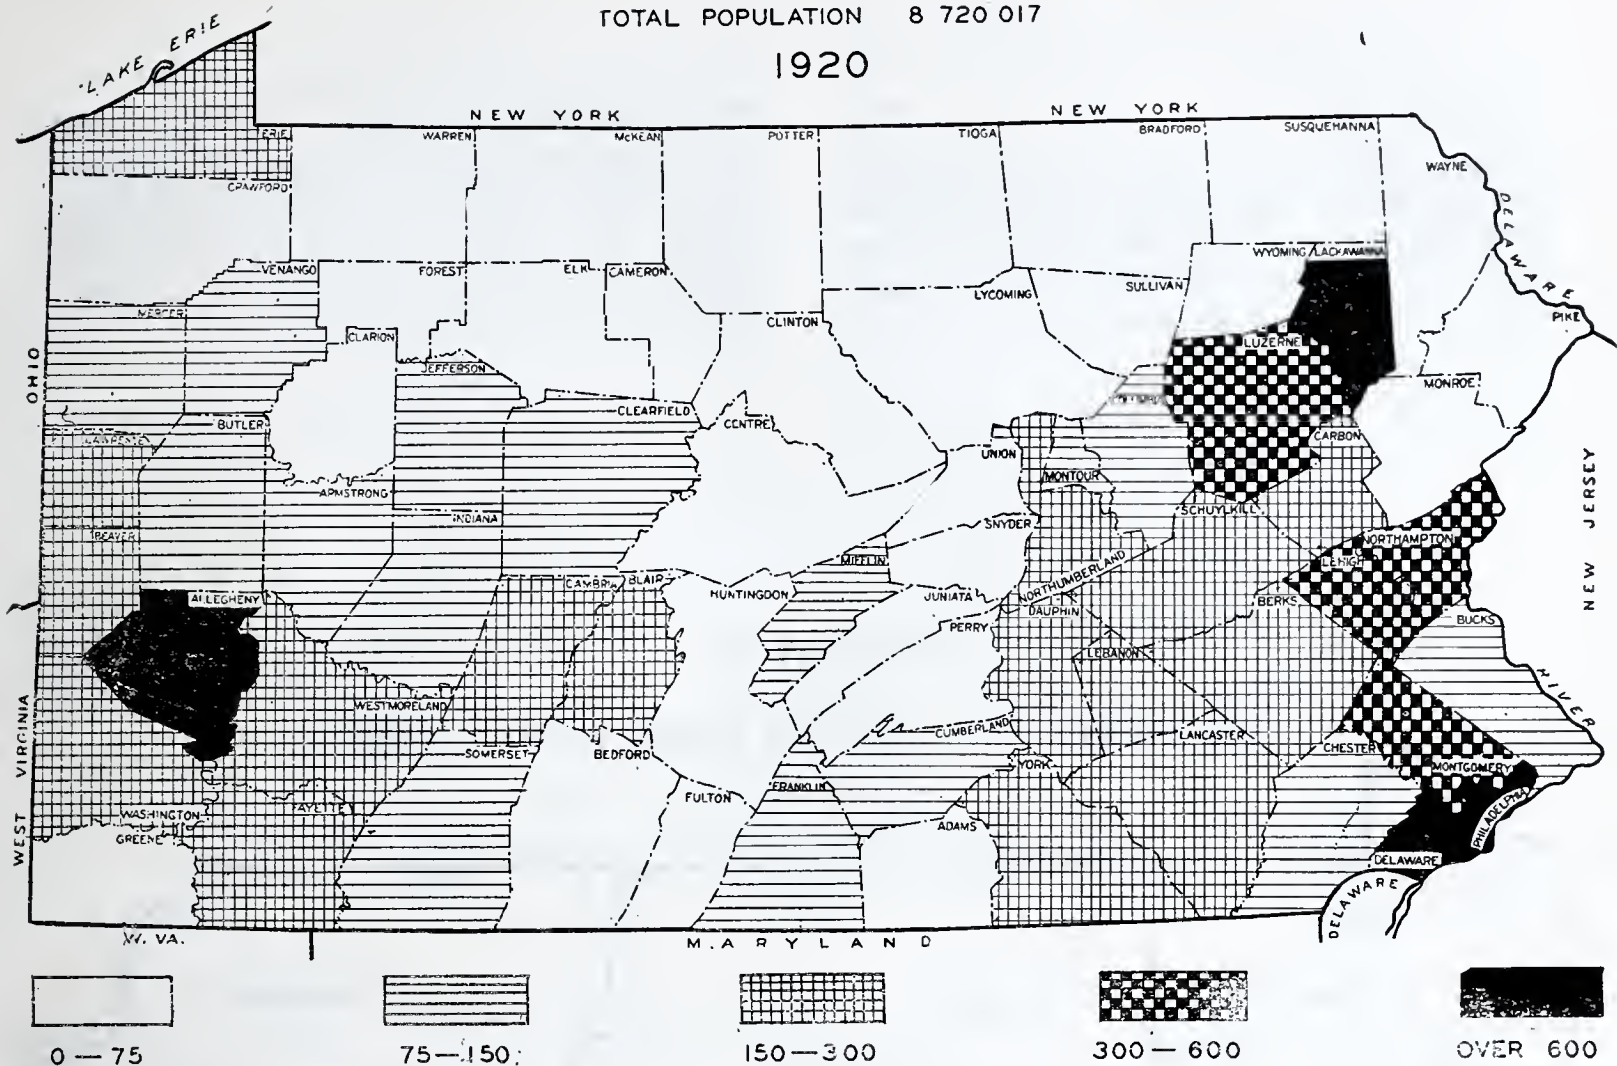 TOTAL POPULATION 8 720 017
1920
LAKE ERIE
NEW YORK
NEW YORK
ERIE
WARREN
McKEAN
POTTER
TIOGA
BRADFORD
SUSQUEHANNA
WAYNE
CRAWFORD
DELAWARE
RIVER
VENANGO
FOREST
ELK
CAMERON
LYCOMING
SULLIVAN
WYOMING
LACKAWANNA
PIKE
MERCER
CLARION
CLINTON
LUZERNE
OHIO
JEFFERSON
MONROE
BUTLER
CLEARFIELD
CENTRE
COLUMBIA
LAWRENCE
UNION
CARBON
ARMSTRONG
MONTOUR
INDIANA
SNYDER
SCHUYLKILL
NEW JERSEY
BEAVER
MIFFLIN
NORTHUMBERLAND
NORTHAMPTON
LEHIGH
ALLEGHENY
CAMBRIA
BLAIR
HUNTINGDON
JUNIATA
DAUPHIN
BERKS
BUCKS
PERRY
LEBANON
WESTMORELAND
CUMBERLAND
LANCASTER
WEST VIRGINIA
SOMERSET
BEDFORD
YORK
CHESTER
MONTGOMERY
FULTON
FRANKLIN
PHILADELPHIA
WASHINGTON
FAYETTE
GREENE
ADAMS
DELAWARE
DELAWARE
W. VA.
M.ARYLAND
0—75
75—150
150—300
300—600
OVER 600